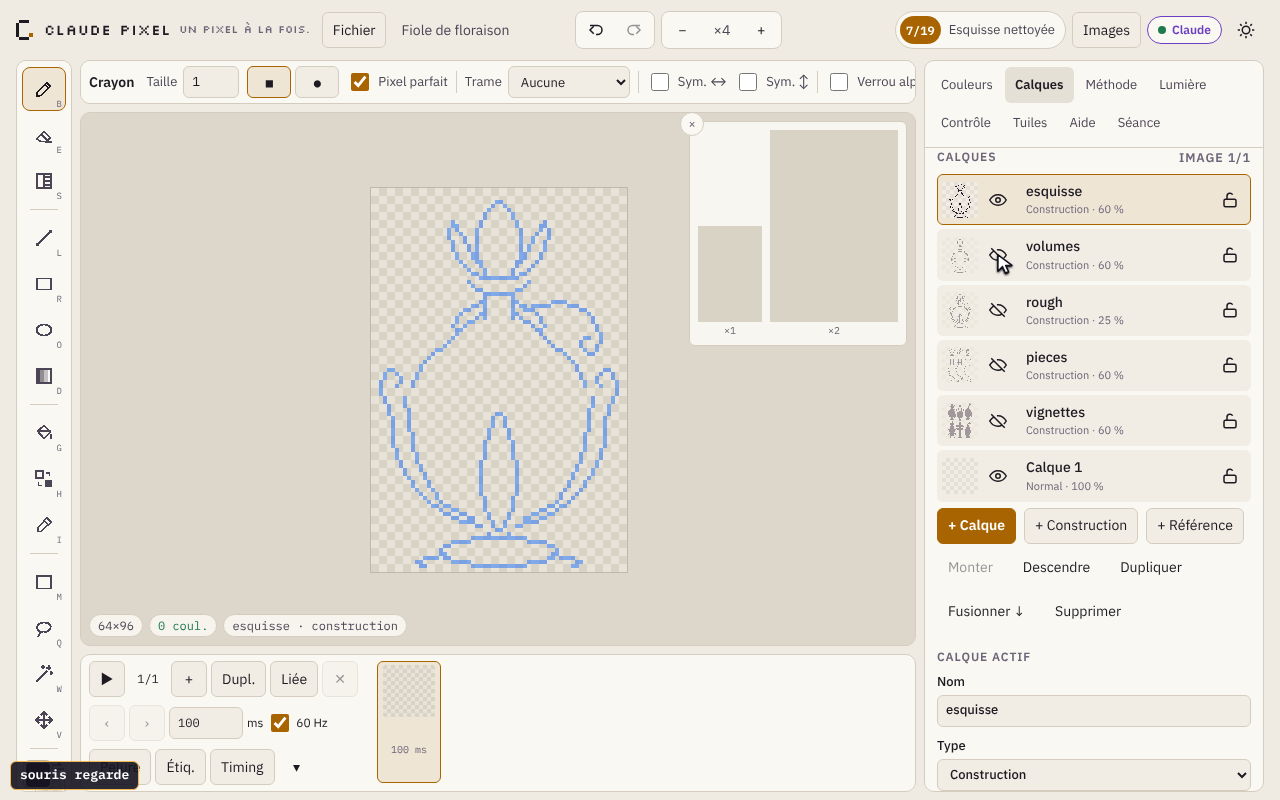 CLAUDE PIXEL UN PIXEL À LA FOIS. Fichier Fiole de floraison − ×4 + 7/19 Esquisse nettoyée Images Claude
Crayon Taille 1 Pixel parfait Trame Aucune Sym. ↔ Sym. ↕ Verrou alp
B
E
S
L
R
O
D
G
H
I
M
Q
W
V
×
×1 ×2
64×96 0 coul. esquisse · construction
1/1 + Dupl. Liée ✕
‹ › 100 ms 60 Hz
Étiq. Timing ▼
100 ms
souris regarde
Couleurs Calques Méthode Lumière
Contrôle Tuiles Aide Séance
CALQUES IMAGE 1/1
esquisse
Construction · 60 %
volumes
Construction · 60 %
rough
Construction · 25 %
pieces
Construction · 60 %
vignettes
Construction · 60 %
Calque 1
Normal · 100 %
+ Calque + Construction + Référence
Monter Descendre Dupliquer
Fusionner ↓ Supprimer
CALQUE ACTIF
Nom
esquisse
Type
Construction